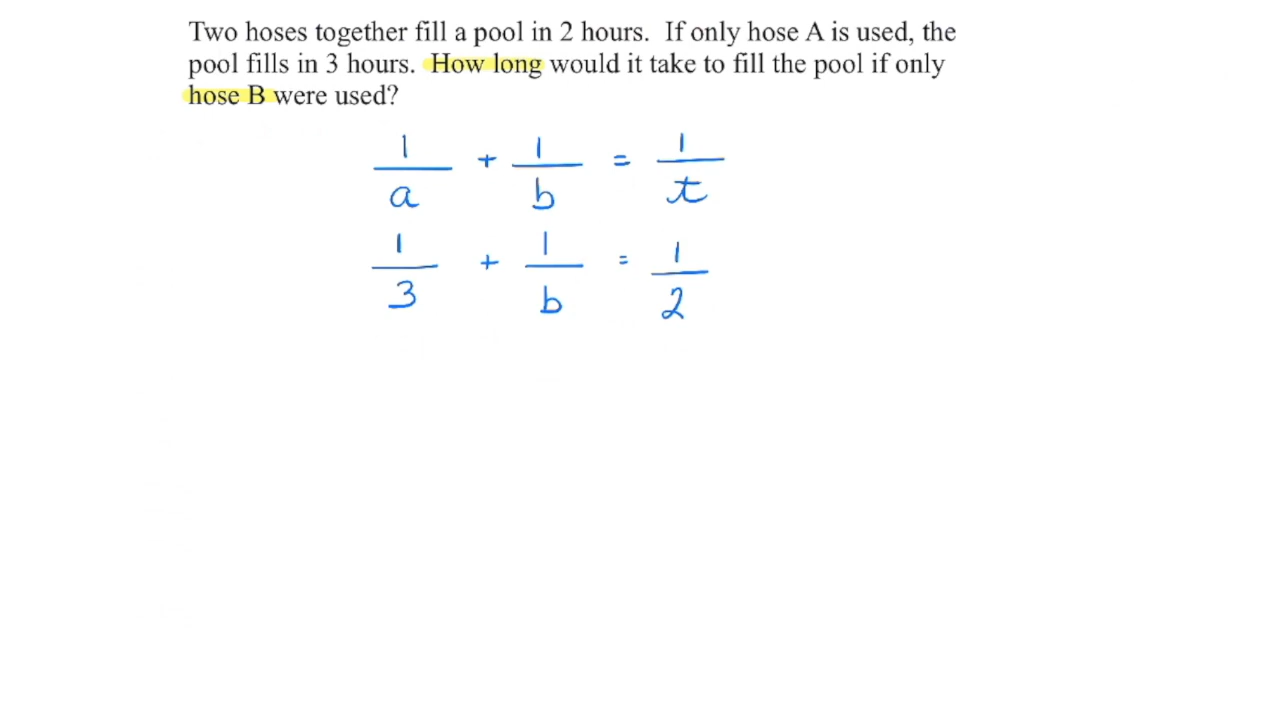 Two hoses together fill a pool in 2 hours. If only hose A is used, the
pool fills in 3 hours. How long would it take to fill the pool if only
hose B were used?
1/a + 1/b = 1/t
1/3 + 1/b = 1/2